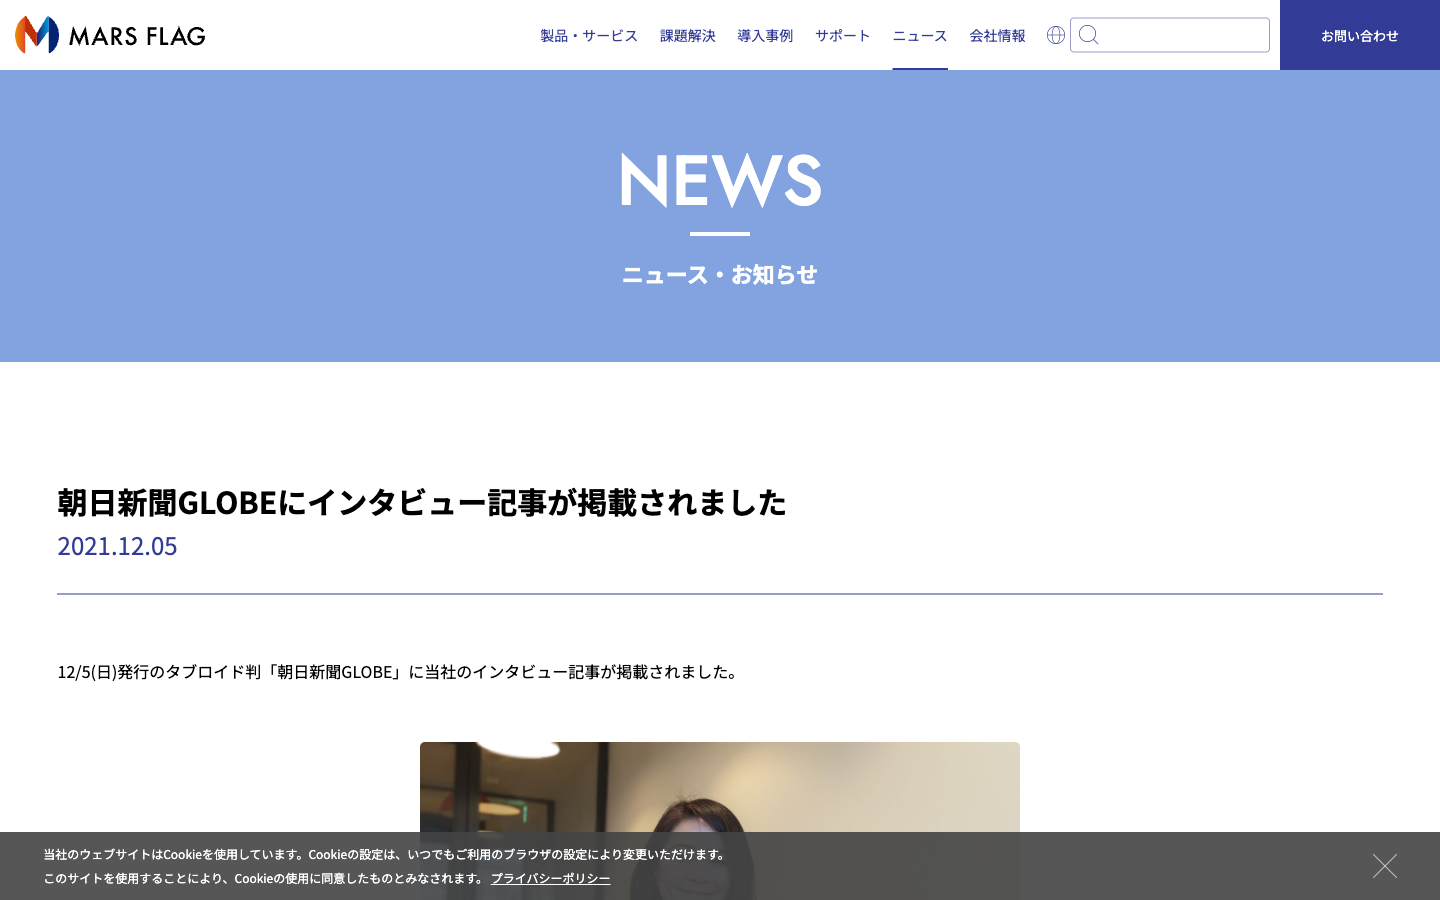 MARS FLAG
製品・サービス 課題解決 導入事例 サポート ニュース 会社情報
お問い合わせ
NEWS
ニュース・お知らせ
朝日新聞GLOBEにインタビュー記事が掲載されました
2021.12.05
12/5(日)発行のタブロイド判「朝日新聞GLOBE」に当社のインタビュー記事が掲載されました。
当社のウェブサイトはCookieを使用しています。Cookieの設定は、いつでもご利用のブラウザの設定により変更いただけます。
このサイトを使用することにより、Cookieの使用に同意したものとみなされます。 プライバシーポリシー